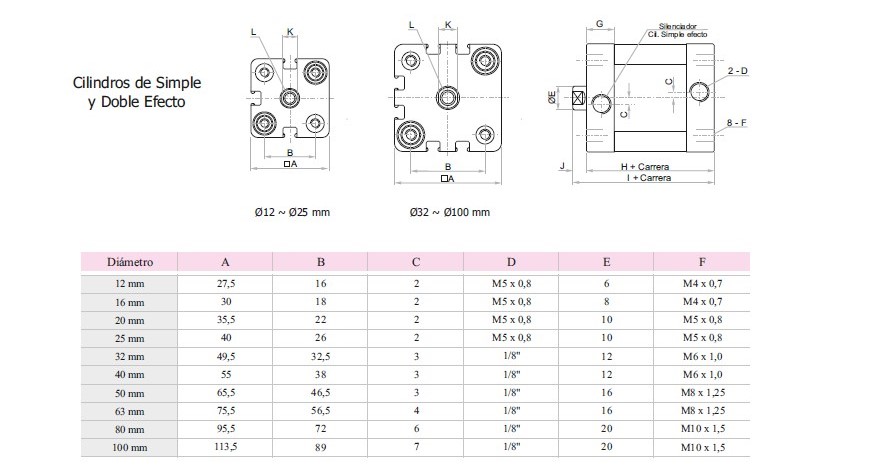 Cilindros de Simple
y Doble Efecto
L
K
B
□A
Ø12 ~ Ø25 mm
L
K
B
□A
Ø32 ~ Ø100 mm
G
Silenciador
Cil. Simple efecto
C
2 - D
ØE
C
8 - F
J
H + Carrera
I + Carrera
Diámetro A B C D E F
12 mm 27,5 16 2 M5 x 0,8 6 M4 x 0,7
16 mm 30 18 2 M5 x 0,8 8 M4 x 0,7
20 mm 35,5 22 2 M5 x 0,8 10 M5 x 0,8
25 mm 40 26 2 M5 x 0,8 10 M5 x 0,8
32 mm 49,5 32,5 3 1/8" 12 M6 x 1,0
40 mm 55 38 3 1/8" 12 M6 x 1,0
50 mm 65,5 46,5 3 1/8" 16 M8 x 1,25
63 mm 75,5 56,5 4 1/8" 16 M8 x 1,25
80 mm 95,5 72 6 1/8" 20 M10 x 1,5
100 mm 113,5 89 7 1/8" 20 M10 x 1,5